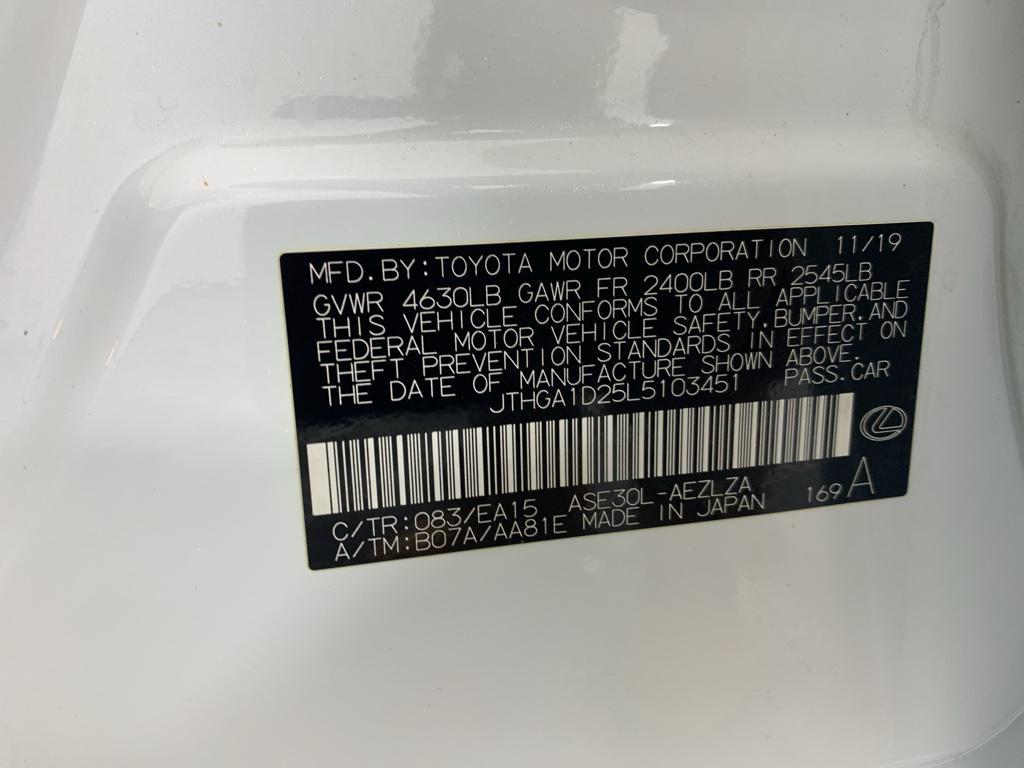 MFD.BY:TOYOTA MOTOR CORPORATION 11/19
GVWR 4630LB GAWR FR 2400LB RR 2545LB
THIS VEHICLE CONFORMS TO ALL APPLICABLE
FEDERAL MOTOR VEHICLE SAFETY,BUMPER,AND
THEFT PREVENTION STANDARDS IN EFFECT ON
THE DATE OF MANUFACTURE SHOWN ABOVE.
JTHGA1D25L5103451 PASS.CAR
C/TR:083/EA15 ASE30L-AEZLZA 169 A
A/TM:B07A/AA81E MADE IN JAPAN